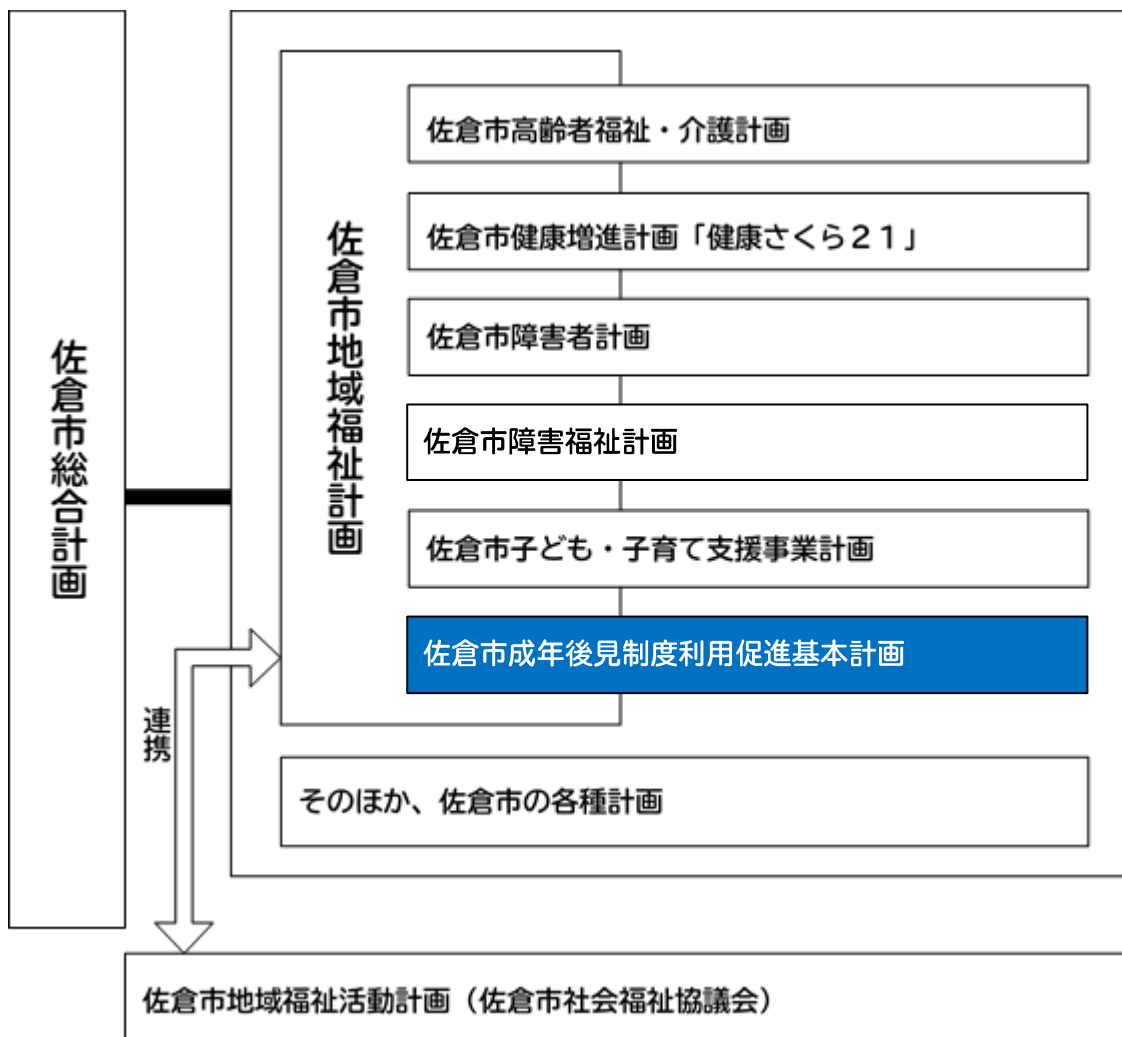 佐倉市総合計画
佐倉市地域福祉計画
佐倉市高齢者福祉・介護計画
佐倉市健康増進計画「健康さくら２１」
佐倉市障害者計画
佐倉市障害福祉計画
佐倉市子ども・子育て支援事業計画
佐倉市成年後見制度利用促進基本計画
連携
そのほか、佐倉市の各種計画
佐倉市地域福祉活動計画（佐倉市社会福祉協議会）